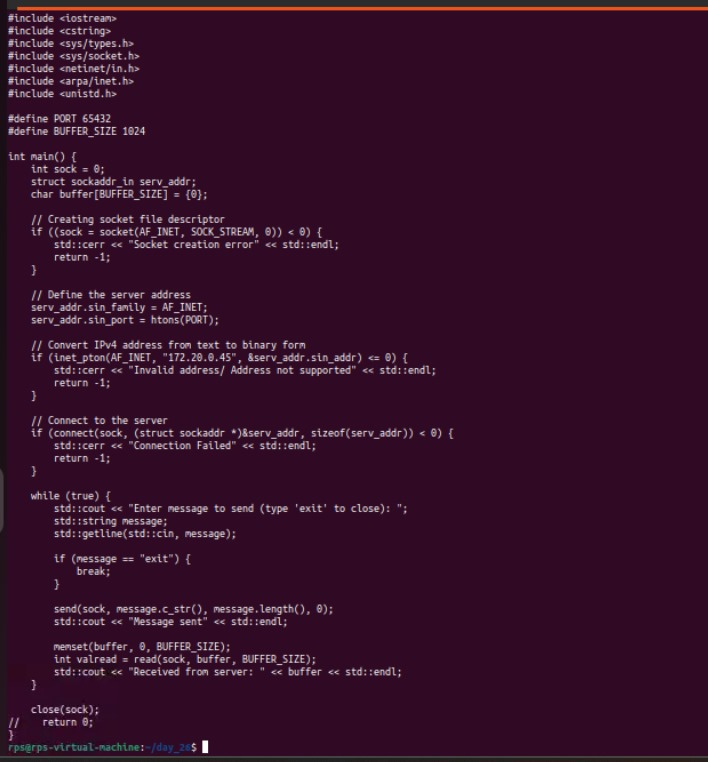 #include <iostream>
#include <cstring>
#include <sys/types.h>
#include <sys/socket.h>
#include <netinet/in.h>
#include <arpa/inet.h>
#include <unistd.h>

#define PORT 65432
#define BUFFER_SIZE 1024

int main() {
    int sock = 0;
    struct sockaddr_in serv_addr;
    char buffer[BUFFER_SIZE] = {0};

    // Creating socket file descriptor
    if ((sock = socket(AF_INET, SOCK_STREAM, 0)) < 0) {
        std::cerr << "Socket creation error" << std::endl;
        return -1;
    }

    // Define the server address
    serv_addr.sin_family = AF_INET;
    serv_addr.sin_port = htons(PORT);

    // Convert IPv4 address from text to binary form
    if (inet_pton(AF_INET, "172.20.0.45", &serv_addr.sin_addr) <= 0) {
        std::cerr << "Invalid address/ Address not supported" << std::endl;
        return -1;
    }

    // Connect to the server
    if (connect(sock, (struct sockaddr *)&serv_addr, sizeof(serv_addr)) < 0) {
        std::cerr << "Connection Failed" << std::endl;
        return -1;
    }

    while (true) {
        std::cout << "Enter message to send (type 'exit' to close): ";
        std::string message;
        std::getline(std::cin, message);

        if (message == "exit") {
            break;
        }

        send(sock, message.c_str(), message.length(), 0);
        std::cout << "Message sent" << std::endl;

        memset(buffer, 0, BUFFER_SIZE);
        int valread = read(sock, buffer, BUFFER_SIZE);
        std::cout << "Received from server: " << buffer << std::endl;
    }

    close(sock);
//    return 0;
}
rps@rps-virtual-machine:~/day_26$